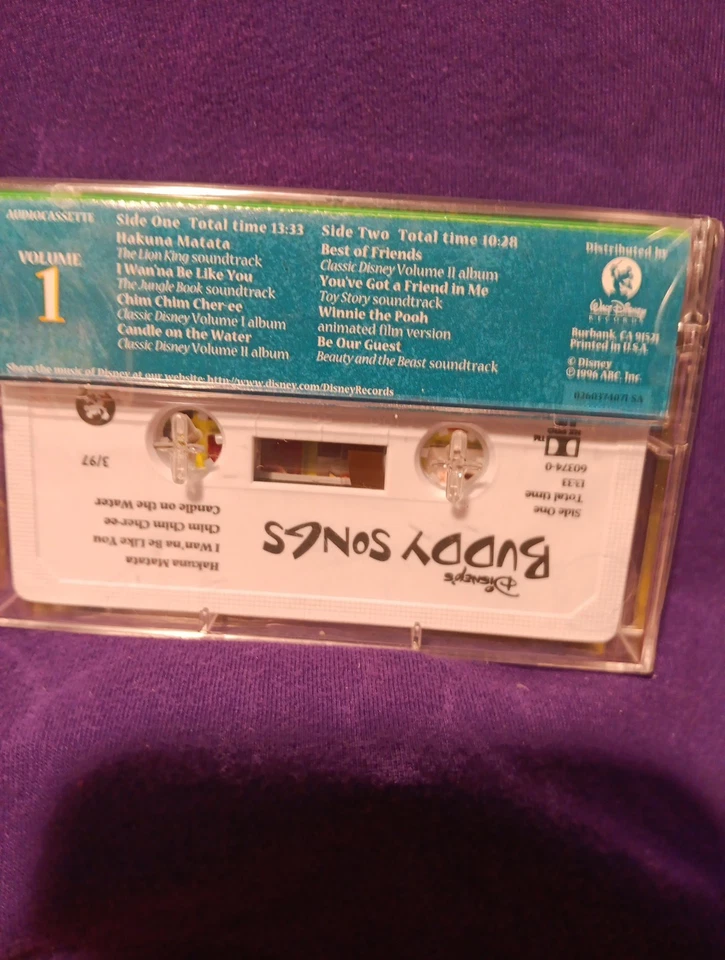 AUDIOCASSETTE
VOLUME
1
Side One Total time 13:33
Hakuna Matata
The Lion King soundtrack
I Wan'na Be Like You
The Jungle Book soundtrack
Chim Chim Cher-ee
Classic Disney Volume I album
Candle on the Water
Classic Disney Volume II album
Side Two Total time 10:28
Best of Friends
Classic Disney Volume II album
You've Got a Friend in Me
Toy Story soundtrack
Winnie the Pooh
animated film version
Be Our Guest
Beauty and the Beast soundtrack
Distributed by
Walt Disney
RECORDS
Burbank, CA 91521
Printed in U.S.A.
© Disney
©1996 ABC, Inc.
Share the music of Disney at our website http://www.disney.com/DisneyRecords
DISNEY'S
BUDDY SONGS
Side One
Total time
13:33
60374-0
Hakuna Matata
I Wan'na Be Like You
Chim Chim Cher-ee
Candle on the Water
3/97